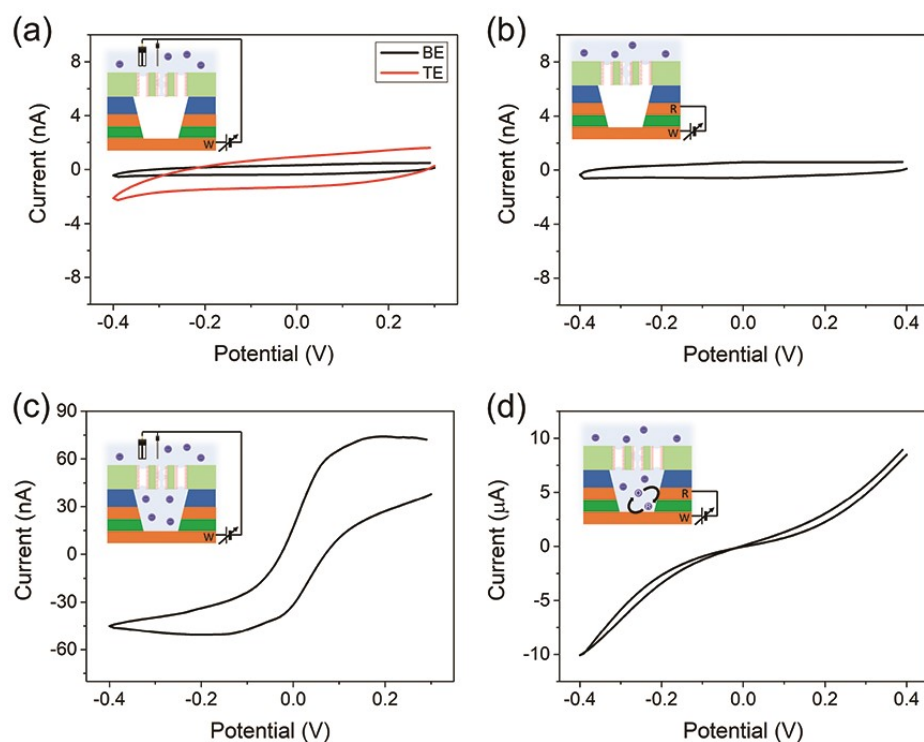 (a)
BE
TE
W
Current (nA)
8
4
0
-4
-8
-0.4
-0.2
0.0
0.2
Potential (V)
(b)
R
W
Current (nA)
8
4
0
-4
-8
-0.4
-0.2
0.0
0.2
0.4
Potential (V)
(c)
W
Current (nA)
90
60
30
0
-30
-60
-0.4
-0.2
0.0
0.2
Potential (V)
(d)
R
W
Current (μA)
10
5
0
-5
-10
-0.4
-0.2
0.0
0.2
0.4
Potential (V)